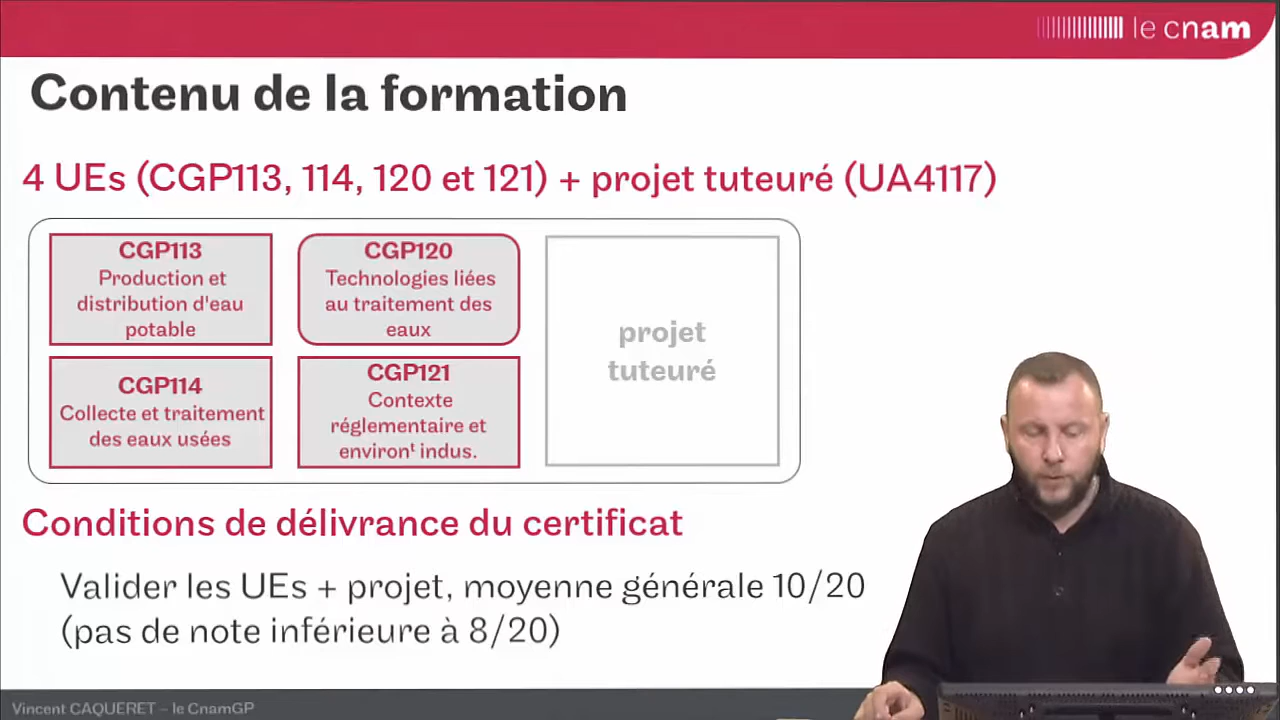 le cnam
Contenu de la formation
4 UEs (CGP113, 114, 120 et 121) + projet tuteuré (UA4117)
CGP113
Production et
distribution d'eau
potable
CGP120
Technologies liées
au traitement des
eaux
projet
tuteuré
CGP114
Collecte et traitement
des eaux usées
CGP121
Contexte
réglementaire et
environᵗ indus.
Conditions de délivrance du certificat
Valider les UEs + projet, moyenne générale 10/20
(pas de note inférieure à 8/20)
Vincent CAQUERET – le CnamGP